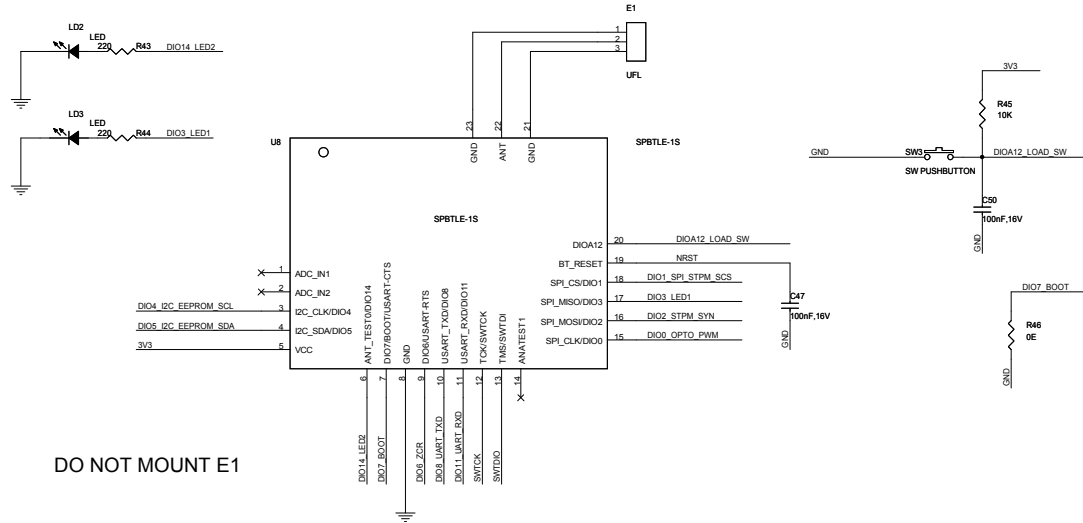 E1
1
2
3
UFL
LD2
LED
220
R43
DIO14_LED2
LD3
LED
220
R44
DIO3_LED1
3V3
R45
10K
GND
SW3
SW PUSHBUTTON
DIOA12_LOAD_SW
C50
100nF,16V
GND
U8
SPBTLE-1S
23
22
21
GND
ANT
GND
SPBTLE-1S
1
ADC_IN1
2
ADC_IN2
DIO4_I2C_EEPROM_SCL
3
I2C_CLK/DIO4
DIO5_I2C_EEPROM_SDA
4
I2C_SDA/DIO5
3V3
5
VCC
DIOA12
20
DIOA12_LOAD_SW
BT_RESET
19
NRST
SPI_CS/DIO1
18
DIO1_SPI_STPM_SCS
SPI_MISO/DIO3
17
DIO3_LED1
SPI_MOSI/DIO2
16
DIO2_STPM_SYN
SPI_CLK/DIO0
15
DIO0_OPTO_PWM
C47
100nF,16V
GND
DIO7_BOOT
R46
0E
GND
ANT_TEST0/DIO14
DIO7/BOOT/USART-CTS
GND
DIO6/USART-RTS
USART_TXD/DIO8
USART_RXD/DIO11
TCK/SWTCK
TMS/SWTDI
ANATEST1
6
7
8
9
10
11
12
13
14
DIO14_LED2
DIO7_BOOT
DIO6_ZCR
DIO8_UART_TXD
DIO11_UART_RXD
SWTCK
SWTDIO
DO NOT MOUNT E1